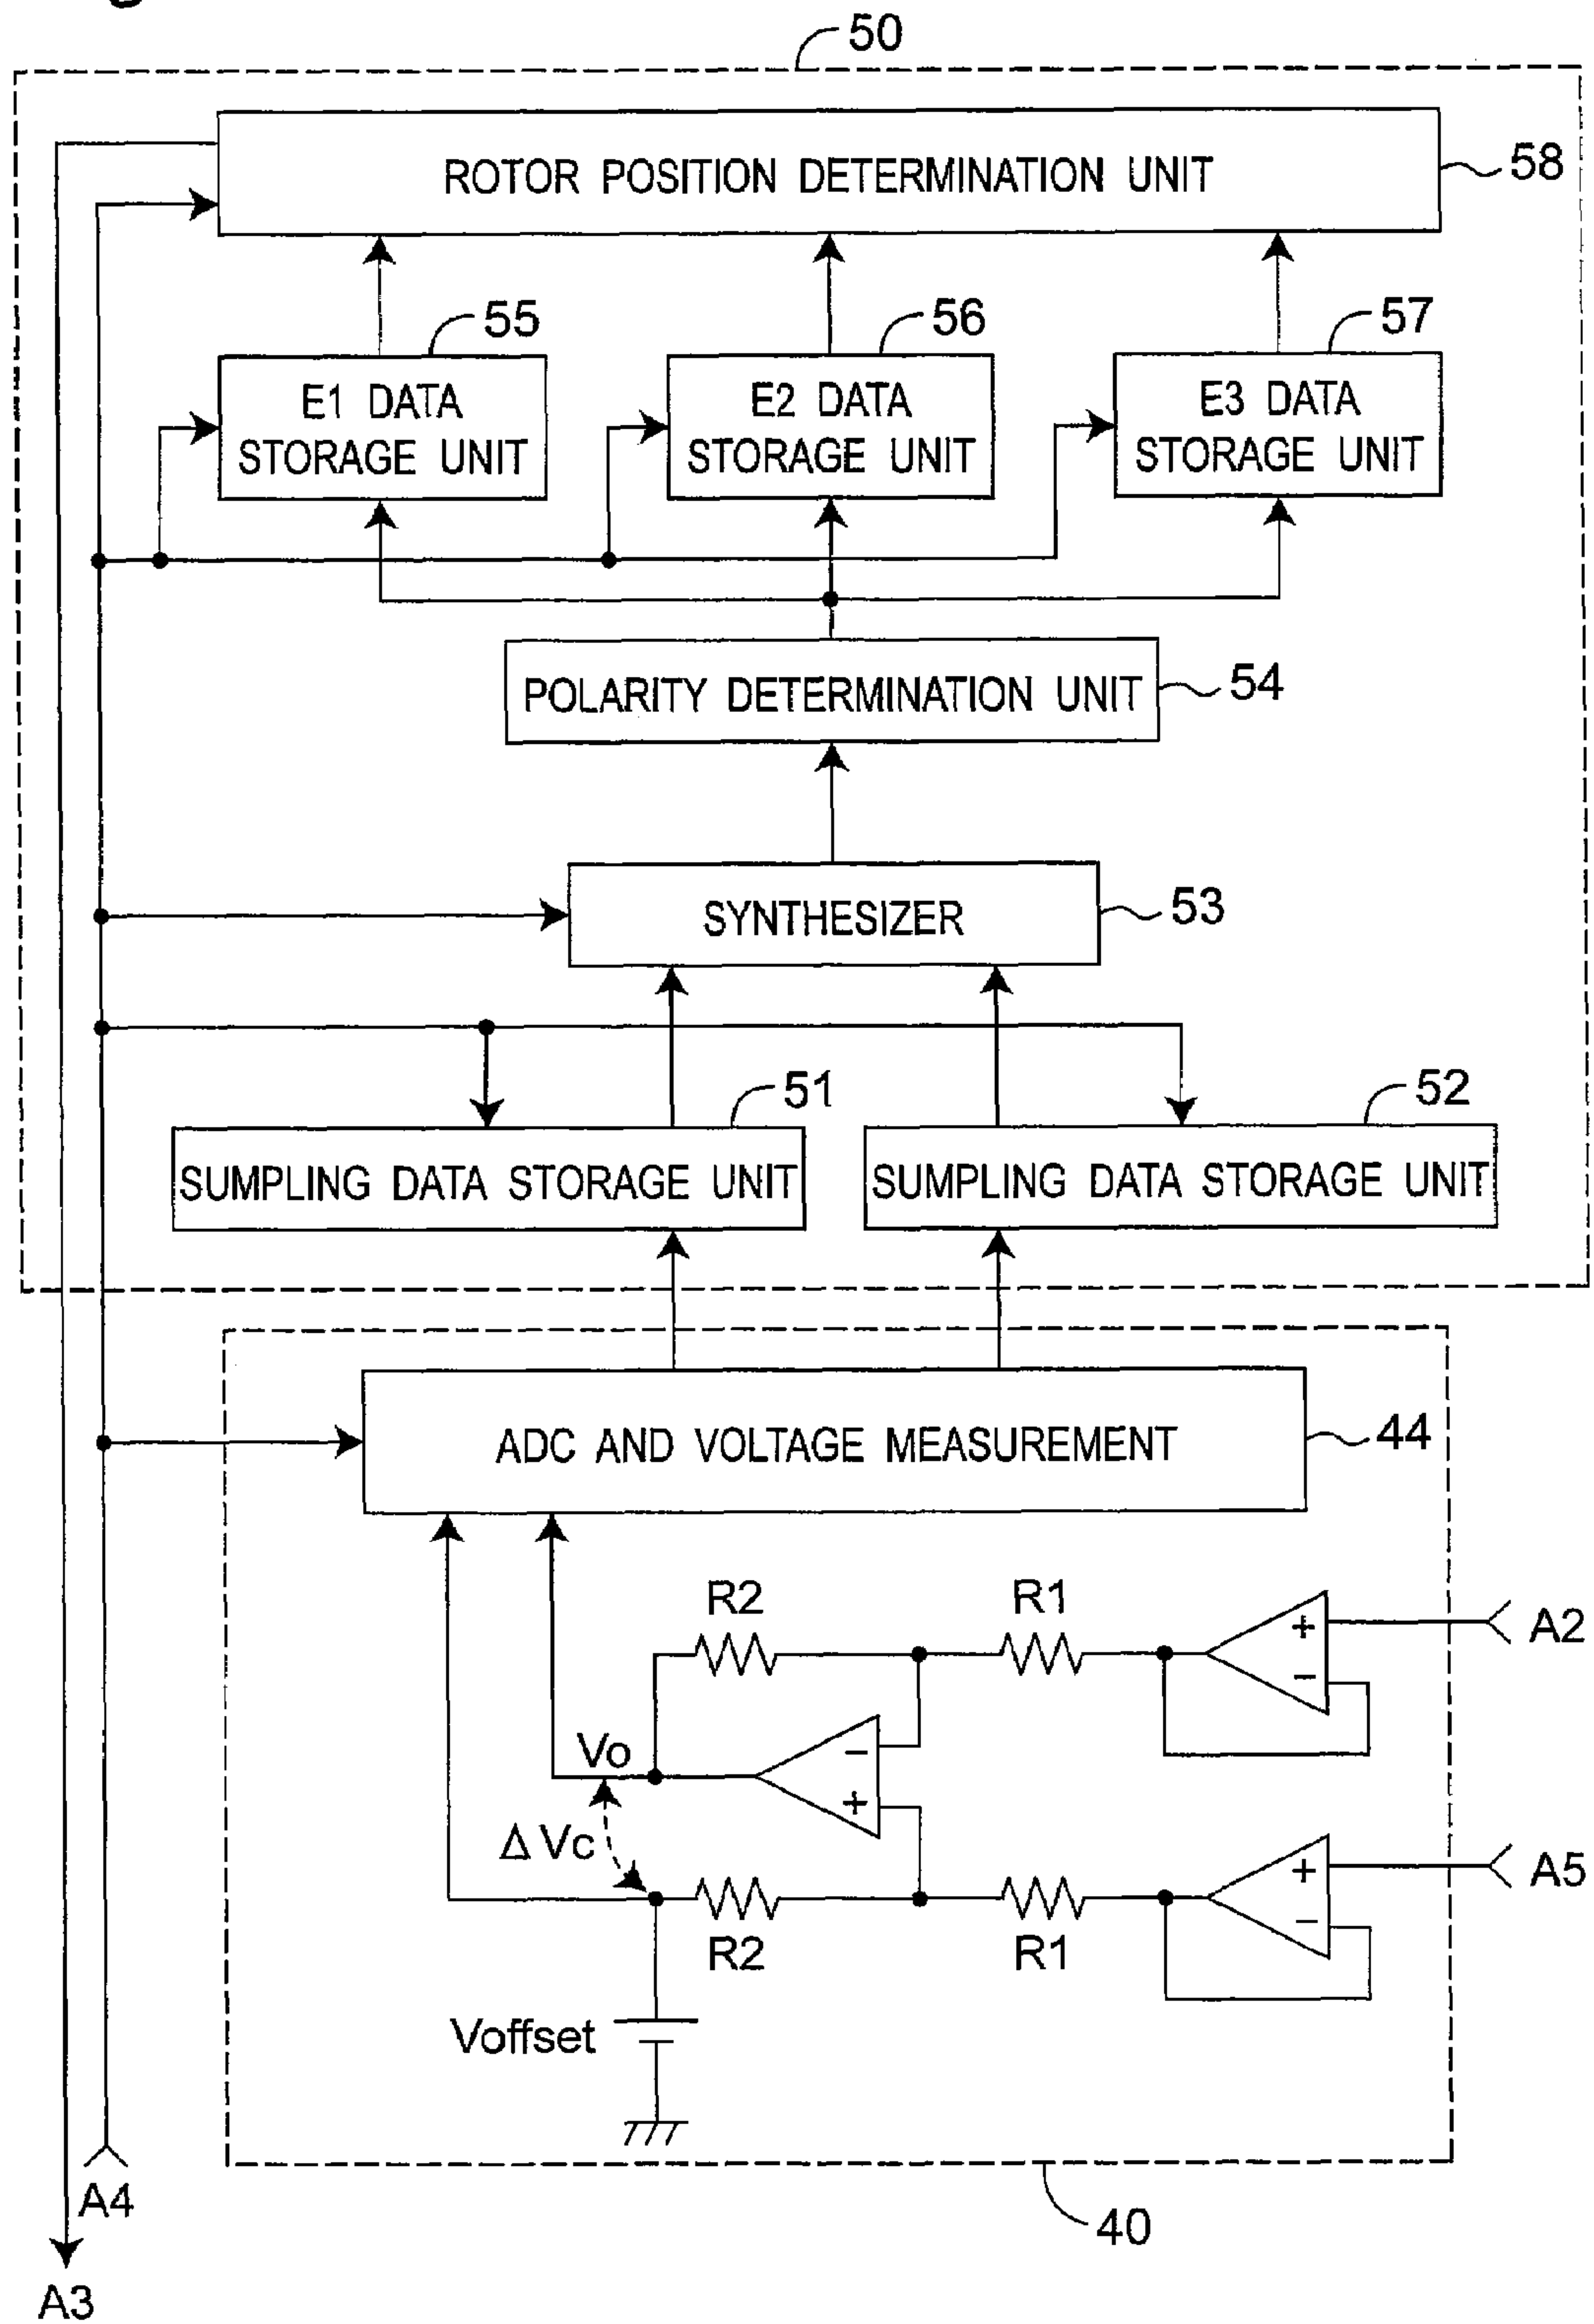 50
ROTOR POSITION DETERMINATION UNIT
58
55
56
57
E1 DATA
STORAGE UNIT
E2 DATA
STORAGE UNIT
E3 DATA
STORAGE UNIT
POLARITY DETERMINATION UNIT
54
SYNTHESIZER
53
51
52
SUMPLING DATA STORAGE UNIT
SUMPLING DATA STORAGE UNIT
ADC AND VOLTAGE MEASUREMENT
44
R2
R1
+
−
A2
Vo
−
+
Δ Vc
+
−
A5
R2
R1
Voffset
A4
40
A3